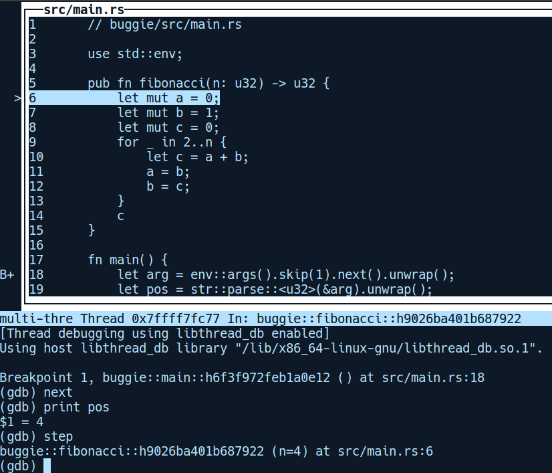 src/main.rs
1 // buggie/src/main.rs
2
3 use std::env;
4
5 pub fn fibonacci(n: u32) -> u32 {
> 6 let mut a = 0;
7 let mut b = 1;
8 let mut c = 0;
9 for _ in 2..n {
10 let c = a + b;
11 a = b;
12 b = c;
13 }
14 c
15 }
16
17 fn main() {
B+ 18 let arg = env::args().skip(1).next().unwrap();
19 let pos = str::parse::<u32>(&arg).unwrap();
multi-thre Thread 0x7ffff7fc77 In: buggie::fibonacci::h9026ba401b687922
[Thread debugging using libthread_db enabled]
Using host libthread_db library "/lib/x86_64-linux-gnu/libthread_db.so.1".
Breakpoint 1, buggie::main::h6f3f972feb1a0e12 () at src/main.rs:18
(gdb) next
(gdb) print pos
$1 = 4
(gdb) step
buggie::fibonacci::h9026ba401b687922 (n=4) at src/main.rs:6
(gdb)